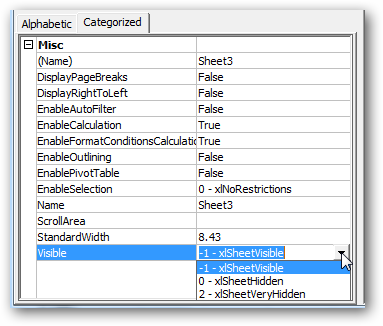 Alphabetic Categorized
Misc
(Name) Sheet3
DisplayPageBreaks False
DisplayRightToLeft False
EnableAutoFilter False
EnableCalculation True
EnableFormatConditionsCalculatio True
EnableOutlining False
EnablePivotTable False
EnableSelection 0 - xlNoRestrictions
Name Sheet3
ScrollArea
StandardWidth 8.43
Visible -1 - xlSheetVisible
-1 - xlSheetVisible
0 - xlSheetHidden
2 - xlSheetVeryHidden